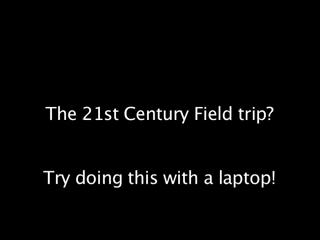 The 21st Century Field trip?
Try doing this with a laptop!